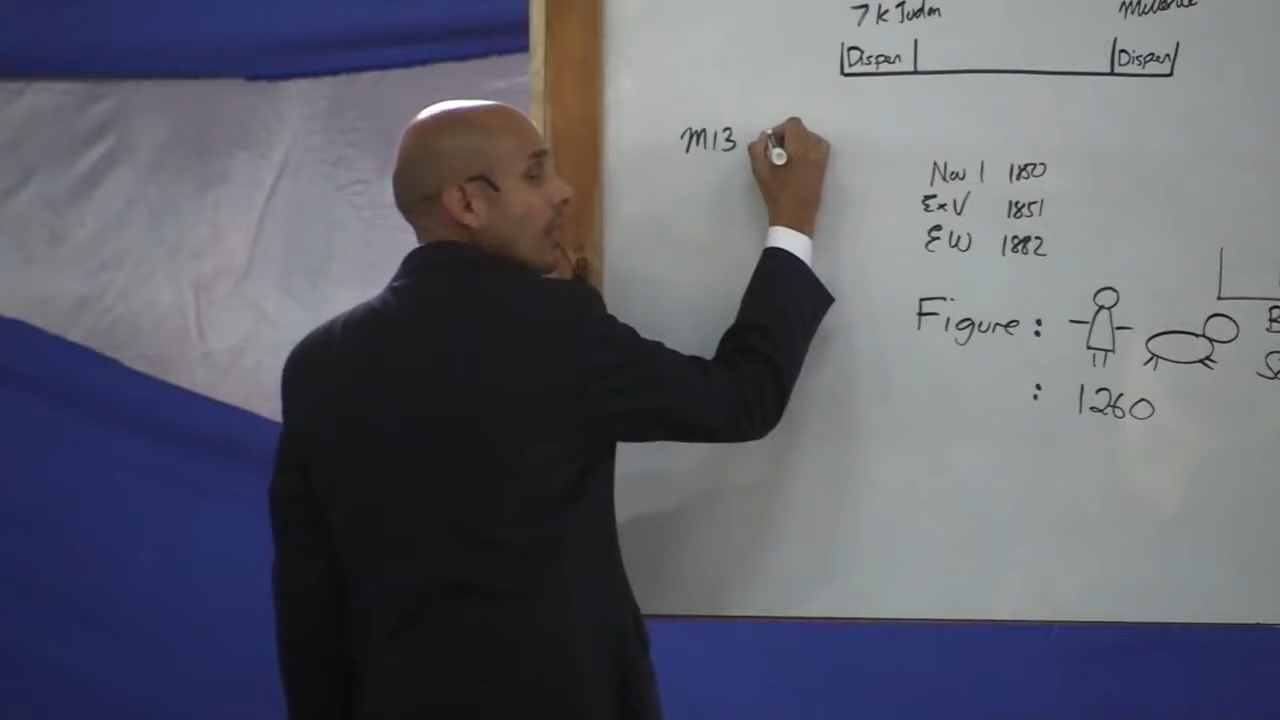 7k Judah
Dispen Dispen
M13
Nov 1 1850
ExV 1851
EW 1882
Figure :
: 1260